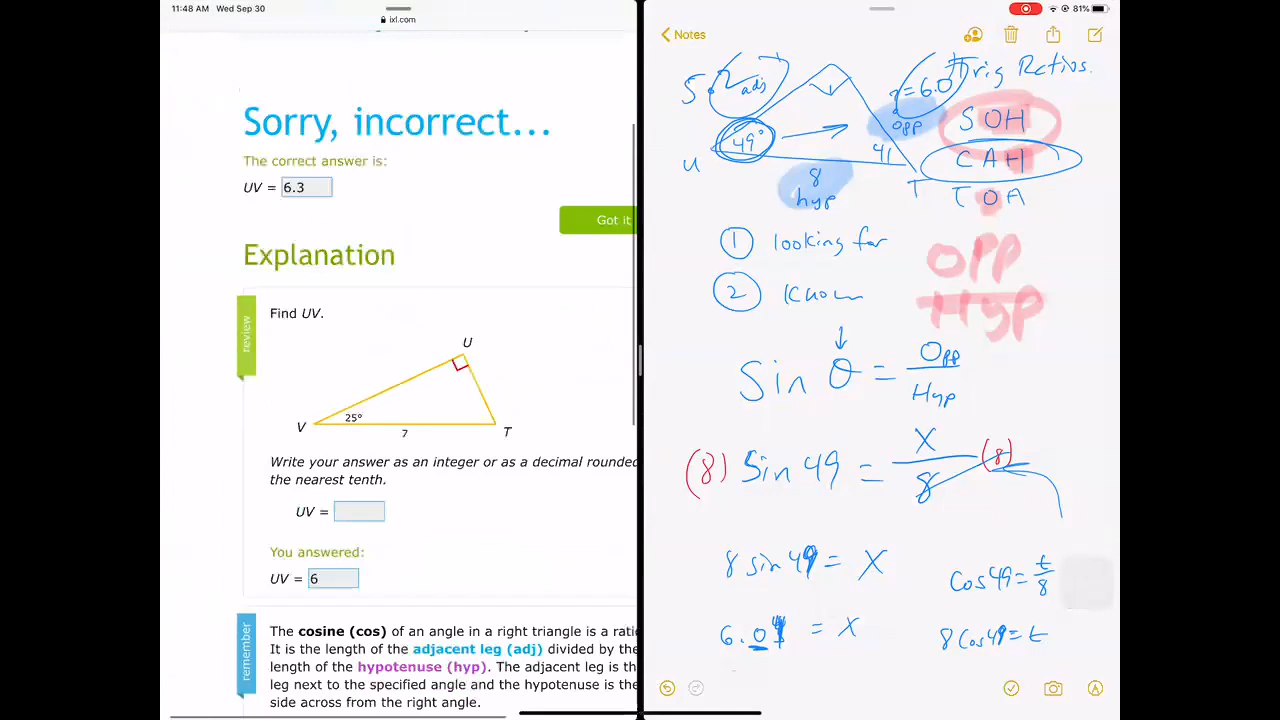 11:48 AM Wed Sep 30
ixl.com
81%
Sorry, incorrect...
The correct answer is:
UV = 6.3
Got it
Explanation
review
Find UV.
U
V
25°
7
T
Write your answer as an integer or as a decimal rounded
the nearest tenth.
UV =
You answered:
UV = 6
remember
The cosine (cos) of an angle in a right triangle is a ratio
It is the length of the adjacent leg (adj) divided by the
length of the hypotenuse (hyp). The adjacent leg is the
leg next to the specified angle and the hypotenuse is the
side across from the right angle.
Notes
Trig Ratios.
5.2 adj
= 6.0
opp
SOH
49°
41
CAH
U
8
T
hyp
TOA
1 looking for
2 Known
Opp
Hyp
Sin θ = Opp
Hyp
(8) Sin 49 = X (8)
8
8 sin 49 = X
Cos 49 = t/8
6.04 = X
8 Cos 49 = t